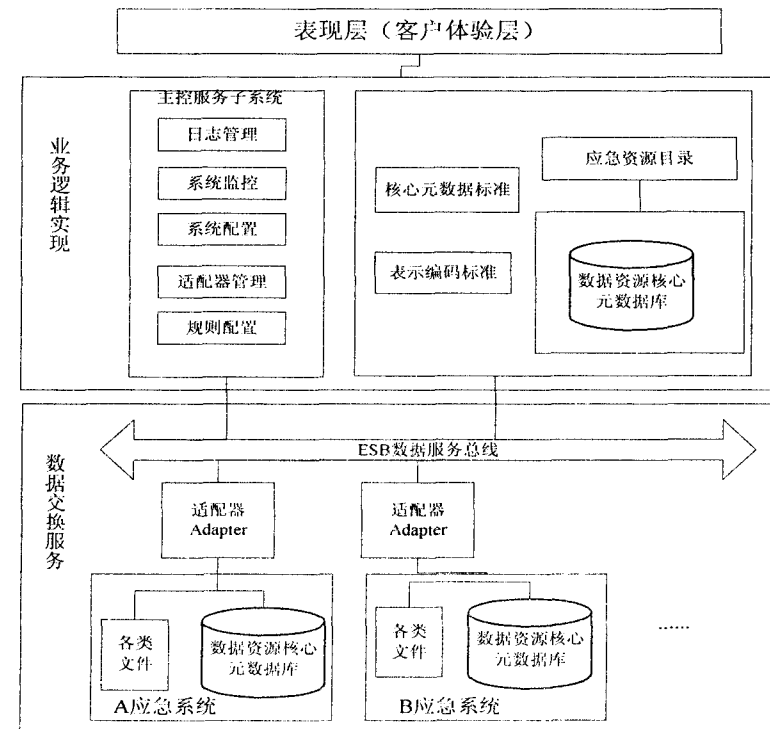 表现层（客户体验层）
业务逻辑实现
主控服务子系统
日志管理
系统监控
系统配置
适配器管理
规则配置
核心元数据标准
表示编码标准
应急资源目录
数据资源核心
元数据库
数据交换服务
ESB数据服务总线
适配器
Adapter
适配器
Adapter
各类
文件
数据资源核心
元数据库
A应急系统
各类
文件
数据资源核心
元数据库
B应急系统
......